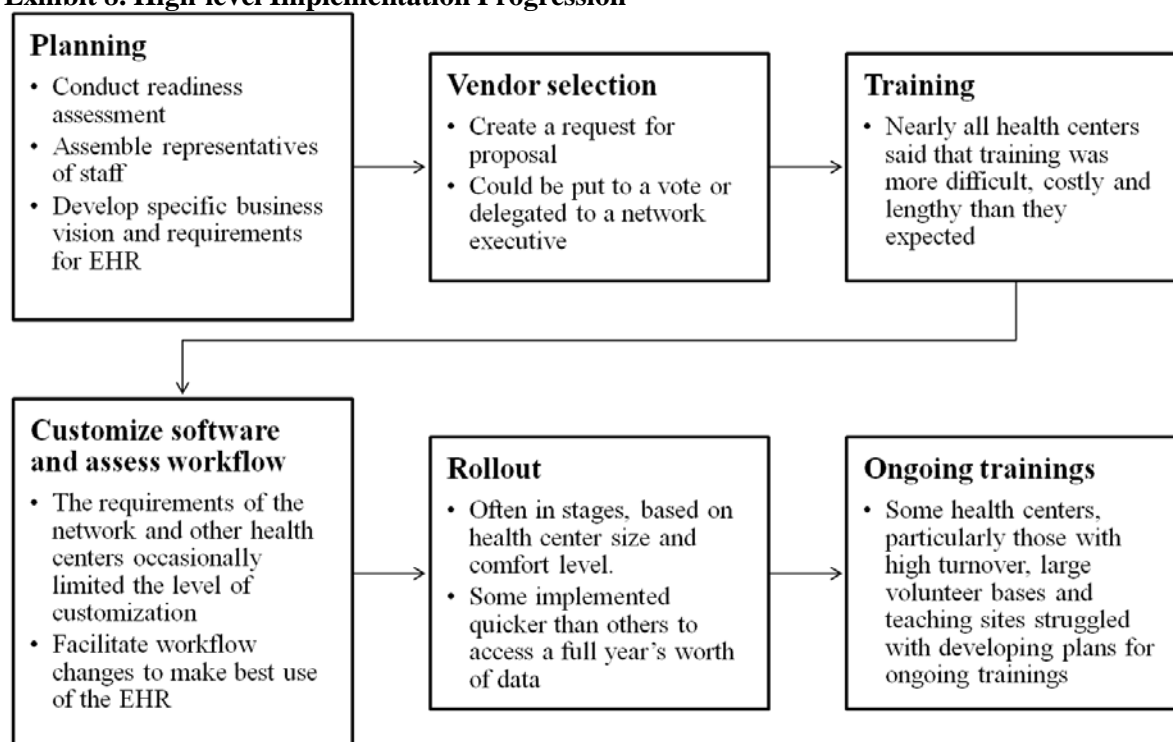 Exhibit 8: High-level Implementation Progression
Planning
• Conduct readiness
assessment
• Assemble representatives
of staff
• Develop specific business
vision and requirements
for EHR
Vendor selection
• Create a request for
proposal
• Could be put to a vote or
delegated to a network
executive
Training
• Nearly all health centers
said that training was
more difficult, costly and
lengthy than they
expected
Customize software
and assess workflow
• The requirements of the
network and other health
centers occasionally
limited the level of
customization
• Facilitate workflow
changes to make best use
of the EHR
Rollout
• Often in stages, based on
health center size and
comfort level.
• Some implemented
quicker than others to
access a full year’s worth
of data
Ongoing trainings
• Some health centers,
particularly those with
high turnover, large
volunteer bases and
teaching sites struggled
with developing plans for
ongoing trainings